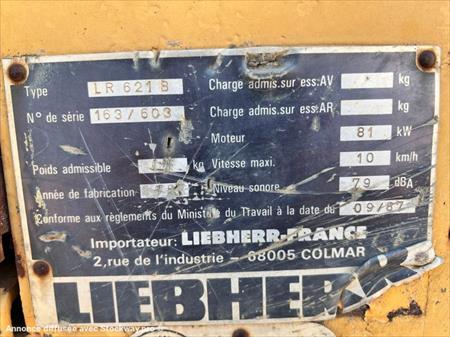 Type LR 621 B Charge admis.sur ess:AV kg
N° de série 163/603 Charge admis.sur ess:AR kg
Moteur 81 kW
Poids admissible kg Vitesse maxi. 10 km/h
Année de fabrication Niveau sonore 79 dBA
Conforme aux règlements du Ministère du Travail à la date du 09/87
Importateur: LIEBHERR-FRANCE
2,rue de l'industrie - 68005 COLMAR
LIEBHERR
Annonce diffusée avec Stockway.pro